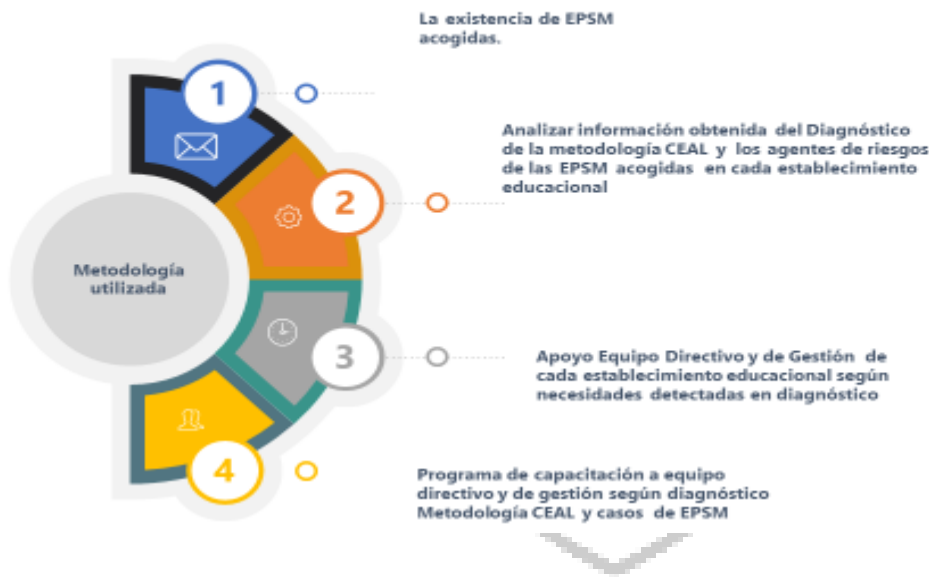 La existencia de EPSM
acogidas.
1
Analizar información obtenida del Diagnóstico
de la metodología CEAL y los agentes de riesgos
de las EPSM acogidas en cada establecimiento
educacional
2
Metodología
utilizada
3
Apoyo Equipo Directivo y de Gestión de
cada establecimiento educacional según
necesidades detectadas en diagnóstico
4
Programa de capacitación a equipo
directivo y de gestión según diagnóstico
Metodología CEAL y casos de EPSM